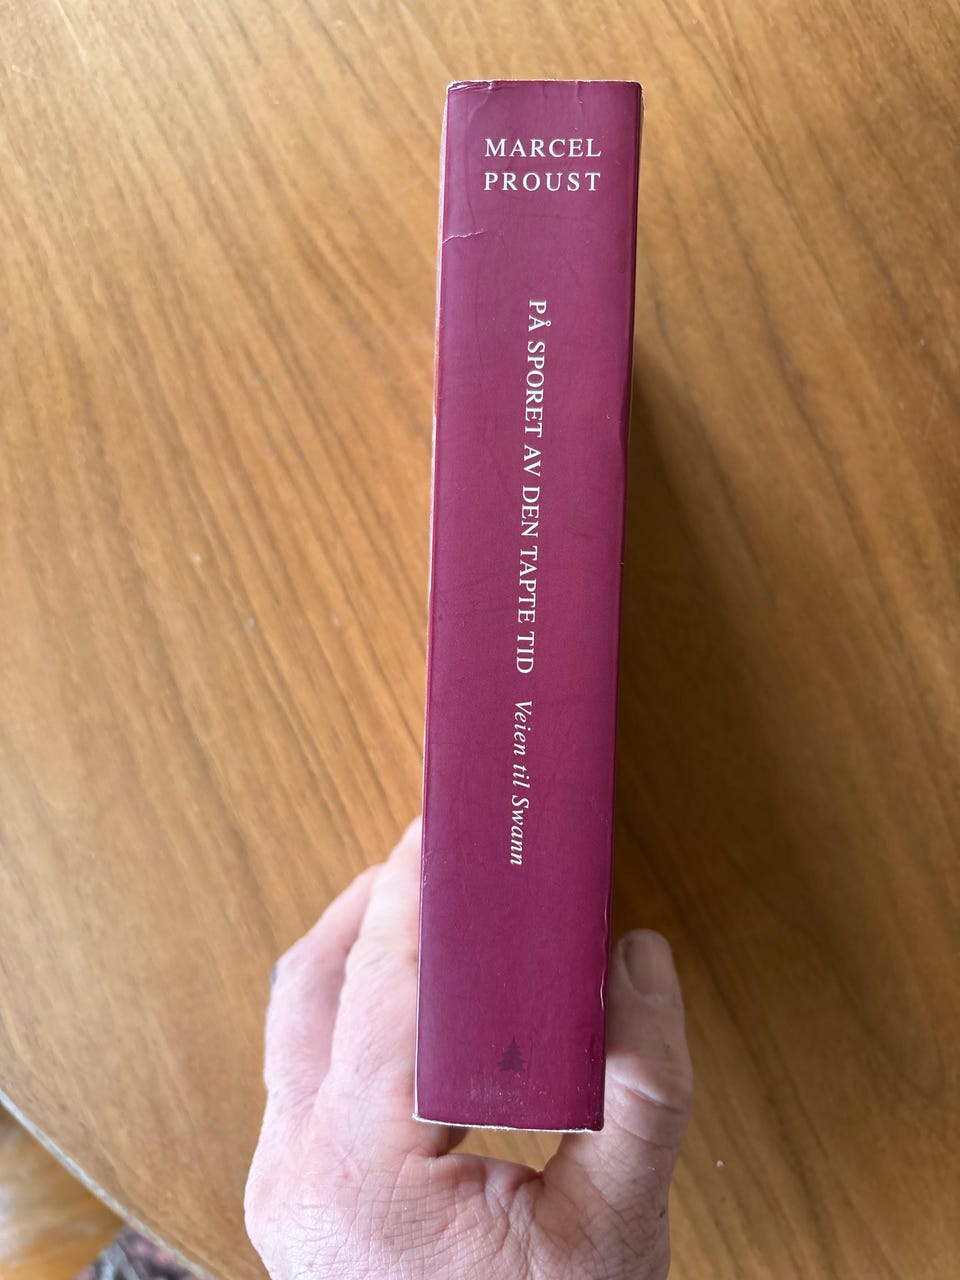 MARCEL
PROUST
PÅ SPORET AV DEN TAPTE TID Veien til Swann